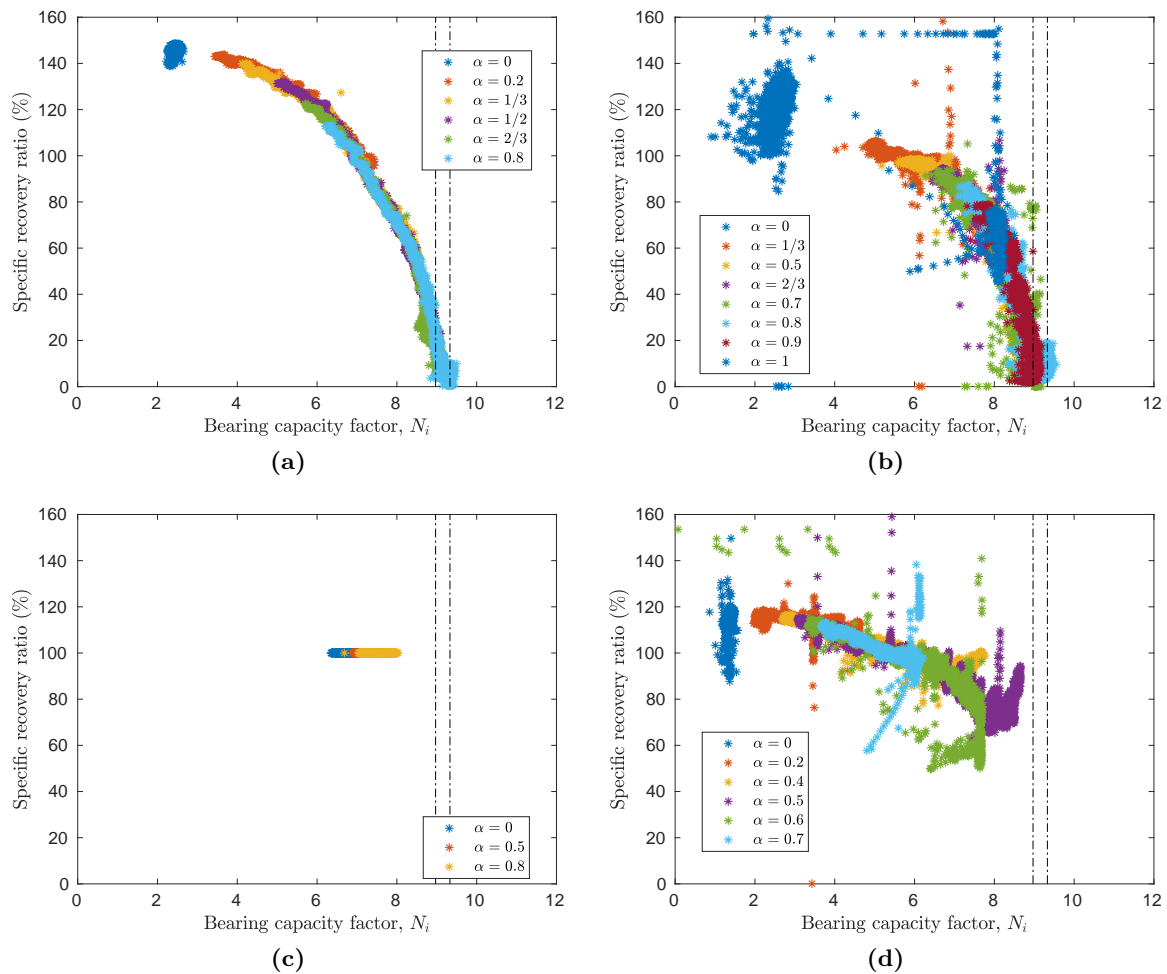 160
140
120
100
80
60
40
20
0
Specific recovery ratio (%)
α = 0
α = 0.2
α = 1/3
α = 1/2
α = 2/3
α = 0.8
0 2 4 6 8 10 12
Bearing capacity factor, Nᵢ
(a)
160
140
120
100
80
60
40
20
0
Specific recovery ratio (%)
α = 0
α = 1/3
α = 0.5
α = 2/3
α = 0.7
α = 0.8
α = 0.9
α = 1
0 2 4 6 8 10 12
Bearing capacity factor, Nᵢ
(b)
160
140
120
100
80
60
40
20
0
Specific recovery ratio (%)
α = 0
α = 0.5
α = 0.8
0 2 4 6 8 10 12
Bearing capacity factor, Nᵢ
(c)
160
140
120
100
80
60
40
20
0
Specific recovery ratio (%)
α = 0
α = 0.2
α = 0.4
α = 0.5
α = 0.6
α = 0.7
0 2 4 6 8 10 12
Bearing capacity factor, Nᵢ
(d)